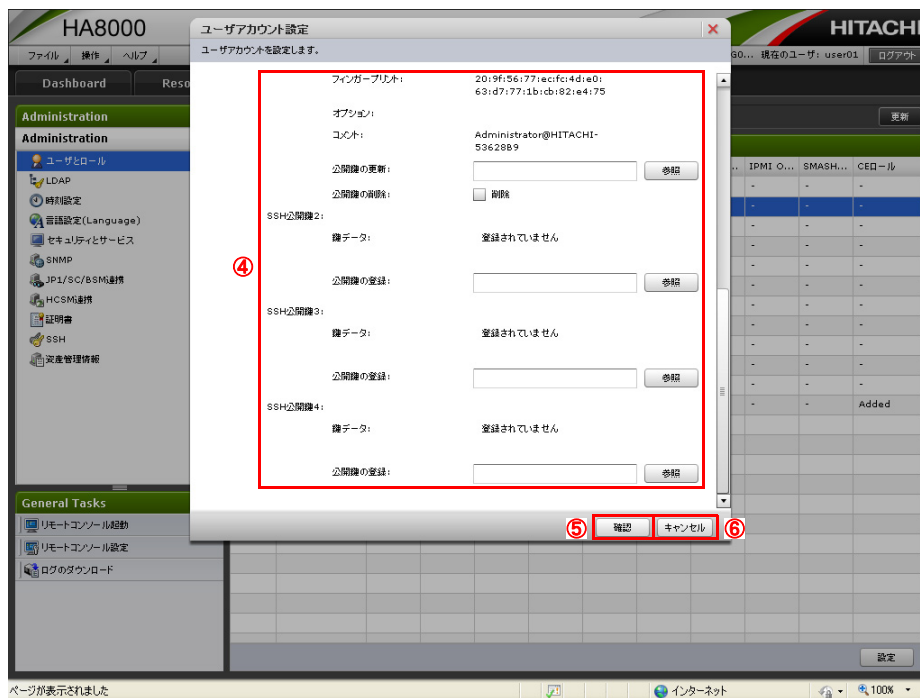 HA8000
HITACHI
ファイル 操作 ヘルプ
GO... 現在のユーザ: user01 ログアウト
Dashboard Reso
更新
Administration
Administration
ユーザとロール
LDAP
時刻設定
言語設定(Language)
セキュリティとサービス
SNMP
JP1/SC/BSM連携
HCSM連携
証明書
SSH
資産管理情報
General Tasks
リモートコンソール起動
リモートコンソール設定
ログのダウンロード
ユーザアカウント設定
ユーザアカウントを設定します。
フィンガープリント: 20:9f:56:77:ec:fc:4d:e0:
63:d7:77:1b:cb:82:e4:75
オプション:
コメント: Administrator@HITACHI-
53628B9
公開鍵の更新: 参照
公開鍵の削除: 削除
SSH公開鍵2:
鍵データ: 登録されていません
④
公開鍵の登録: 参照
SSH公開鍵3:
鍵データ: 登録されていません
公開鍵の登録: 参照
SSH公開鍵4:
鍵データ: 登録されていません
公開鍵の登録: 参照
⑤ 確認 キャンセル ⑥
.. IPMI O... SMASH... CEロール
- - -
- - -
- - -
- - -
- - -
- - -
- - -
- - -
- - -
- - -
- - -
- - Added
設定
ページが表示されました インターネット 100%